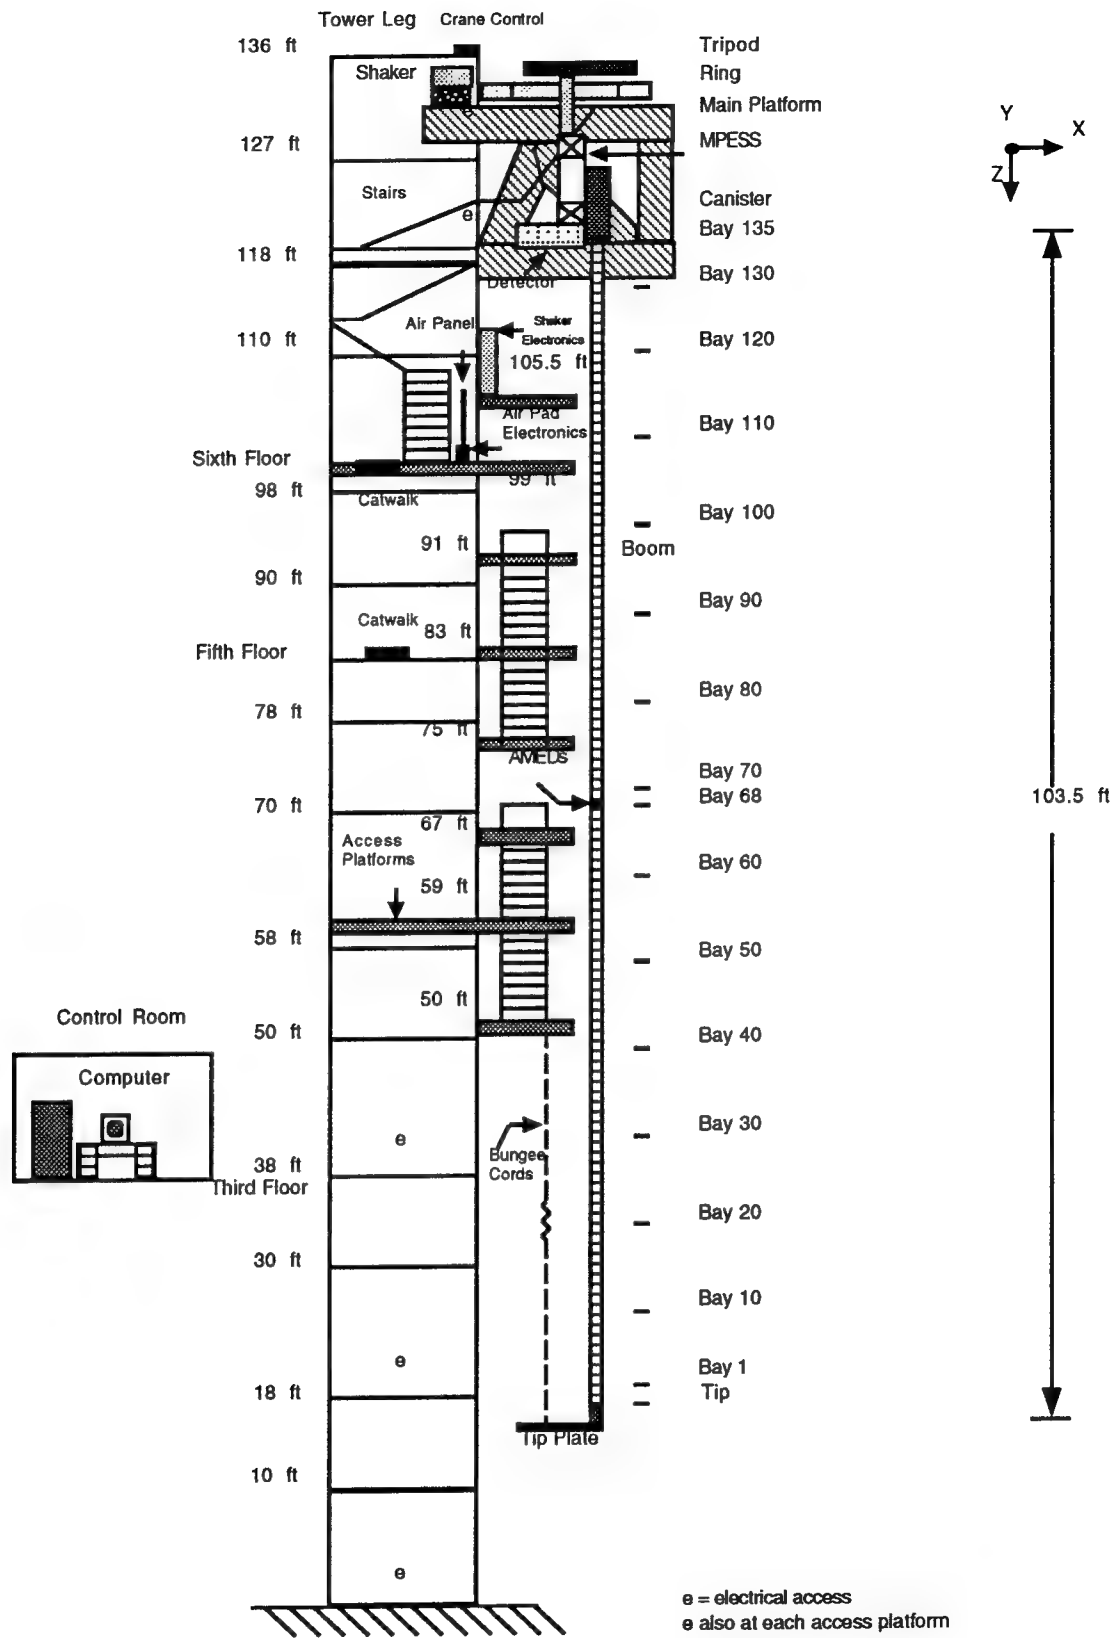 Tower Leg
Crane Control
136 ft
Tripod
Shaker
Ring
e
Main Platform
Y
X
127 ft
MPESS
Z
Stairs
Canister
e
Bay 135
118 ft
Bay 130
Detector
Air Panel
Shaker
Electronics
110 ft
Bay 120
105.5 ft
Air Pad
Electronics
Bay 110
Sixth Floor
99 ft
98 ft
Catwalk
Bay 100
91 ft
Boom
90 ft
Bay 90
Catwalk
83 ft
Fifth Floor
Bay 80
78 ft
75 ft
AMEDs
Bay 70
Bay 68
103.5 ft
70 ft
67 ft
Access
Platforms
Bay 60
59 ft
58 ft
Bay 50
50 ft
Control Room
50 ft
Bay 40
Computer
Bay 30
e
Bungee
Cords
38 ft
Third Floor
Bay 20
30 ft
Bay 10
e
Bay 1
Tip
18 ft
Tip Plate
10 ft
e
e = electrical access
e also at each access platform